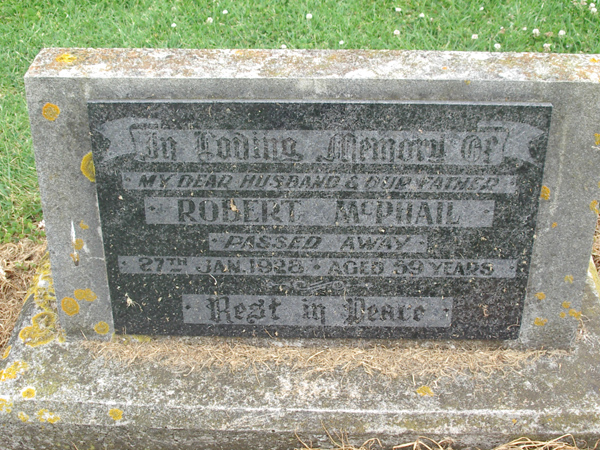 In Loving Memory Of
MY DEAR HUSBAND & OUR FATHER
ROBERT McPHAIL
PASSED AWAY
27TH JAN. 1928 • AGED 59 YEARS
Rest in Peace